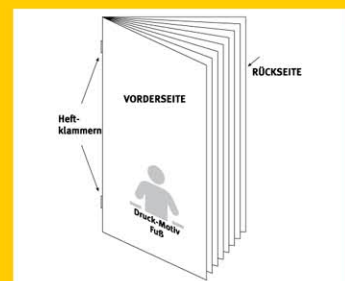 RÜCKSEITE
VORDERSEITE
Heft-
klammern
Druck-Motiv
Fuß